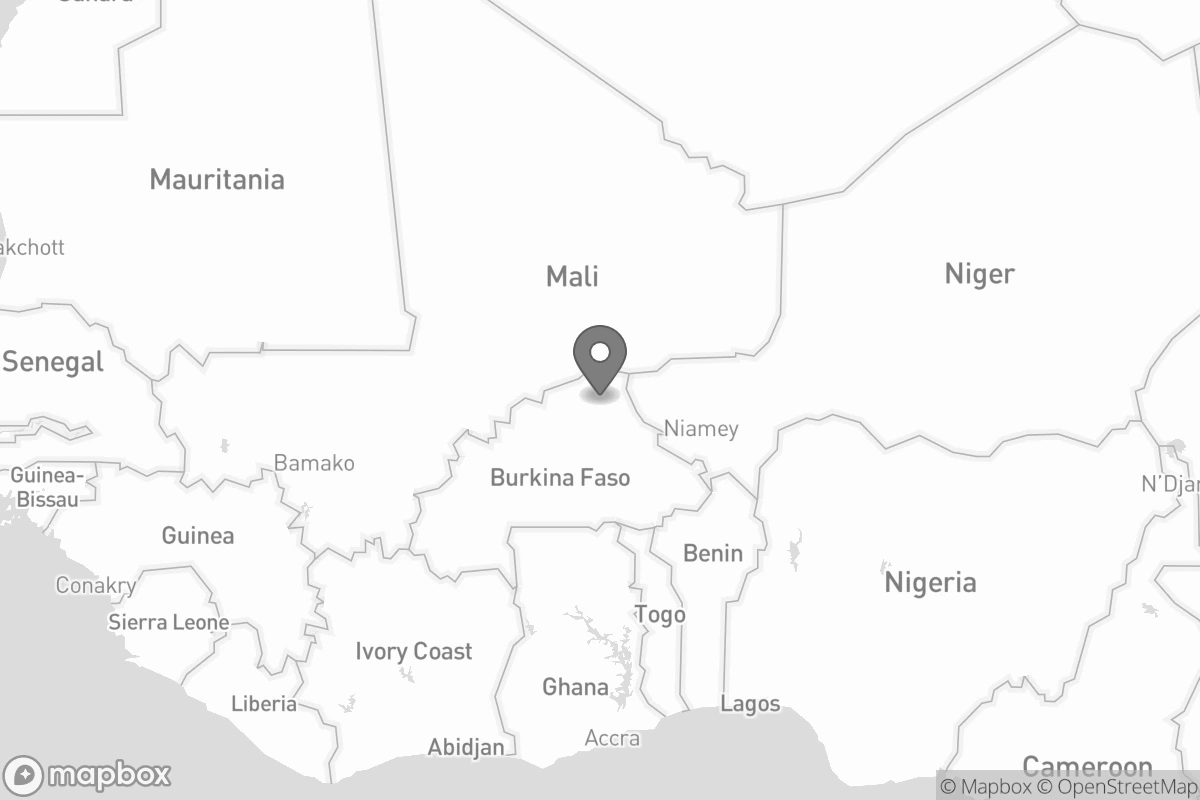 Mauritania
akchott
Mali
Niger
Senegal
Niamey
Bamako
Burkina Faso
Guinea-
Bissau
N'Djar
Guinea
Benin
Conakry
Nigeria
Sierra Leone
Togo
Ivory Coast
Ghana
Liberia
Lagos
Accra
Abidjan
Cameroon
mapbox
© Mapbox © OpenStreetMap